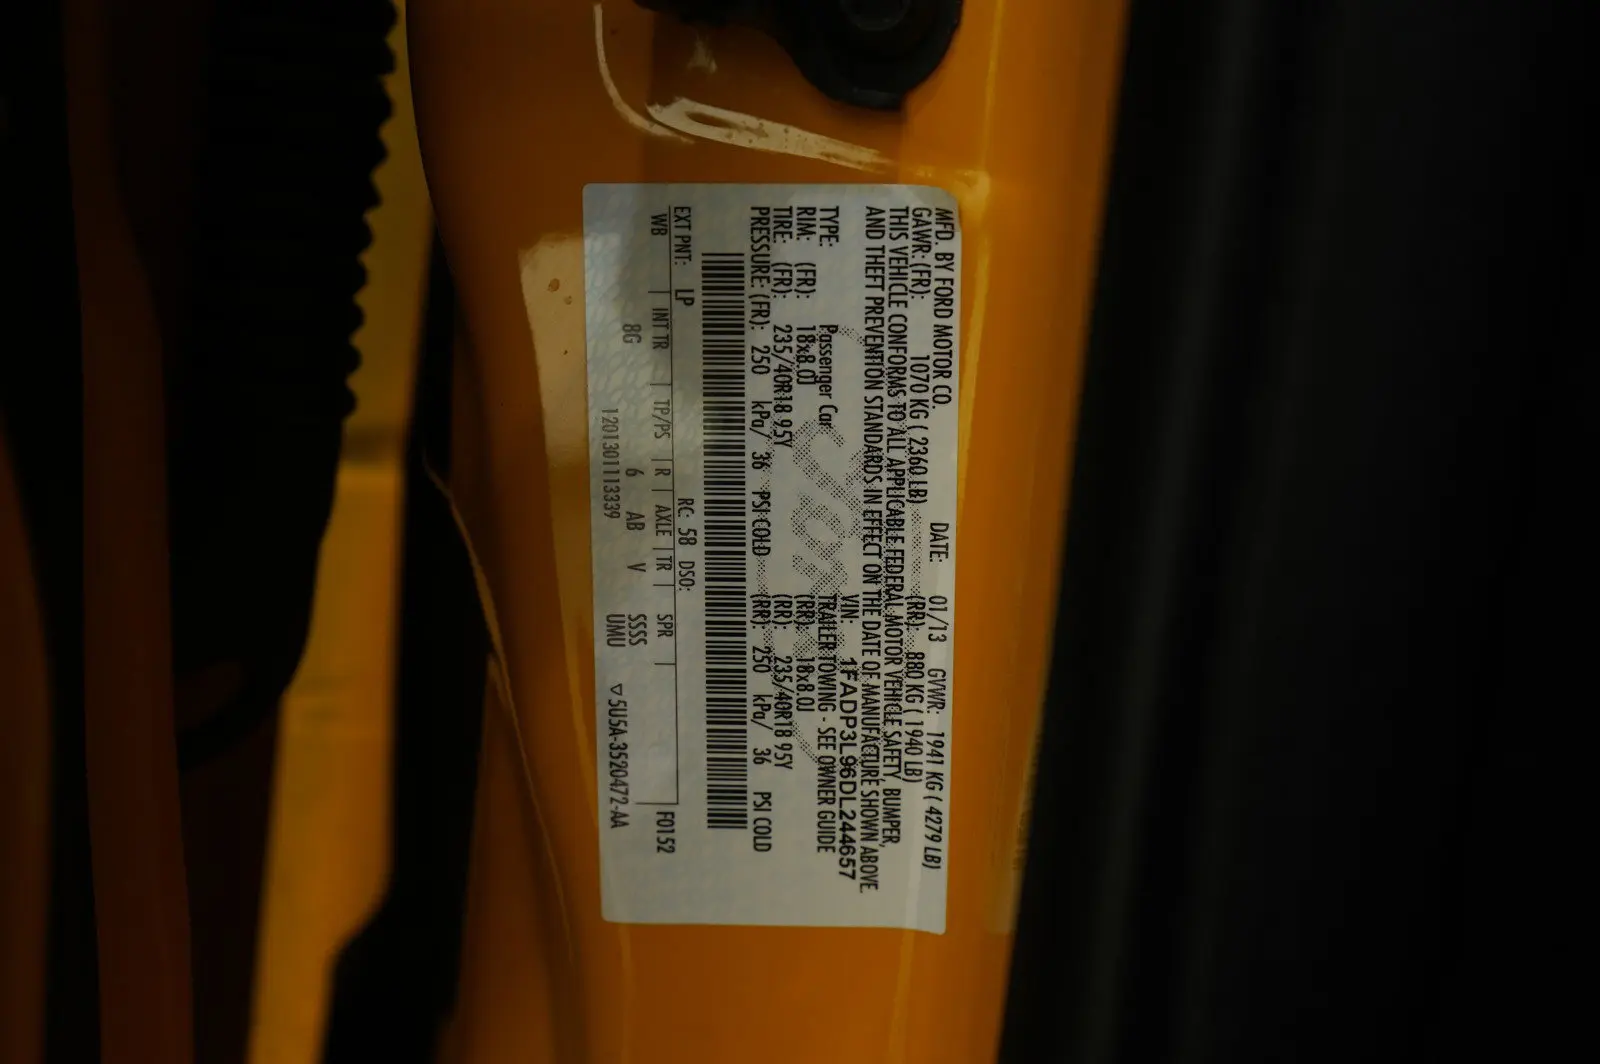 MFD. BY FORD MOTOR CO.
DATE: 01/13 GVWR: 1941 KG ( 4279 LB)
GAWR: (FR): 1070 KG ( 2360 LB) (RR): 880 KG ( 1940 LB)
THIS VEHICLE CONFORMS TO ALL APPLICABLE FEDERAL MOTOR VEHICLE SAFETY, BUMPER,
AND THEFT PREVENTION STANDARDS IN EFFECT ON THE DATE OF MANUFACTURE SHOWN ABOVE.
VIN: 1FADP3L96DL244657
TYPE: Passenger Car TRAILER TOWING - SEE OWNER GUIDE
RIM: (FR): 18x8.0J (RR): 18x8.0J
TIRE: (FR): 235/40R18 95Y (RR): 235/40R18 95Y
PRESSURE: (FR): 250 kPa/ 36 PSI COLD (RR): 250 kPa/ 36 PSI COLD
EXT PNT: LP RC: 58 DSO: F0152
WB INT TR TP/PS R AXLE TR SPR
8G 6 AB V SSSS
UMU
1201301113339 ▽5U5A-3520472-AA